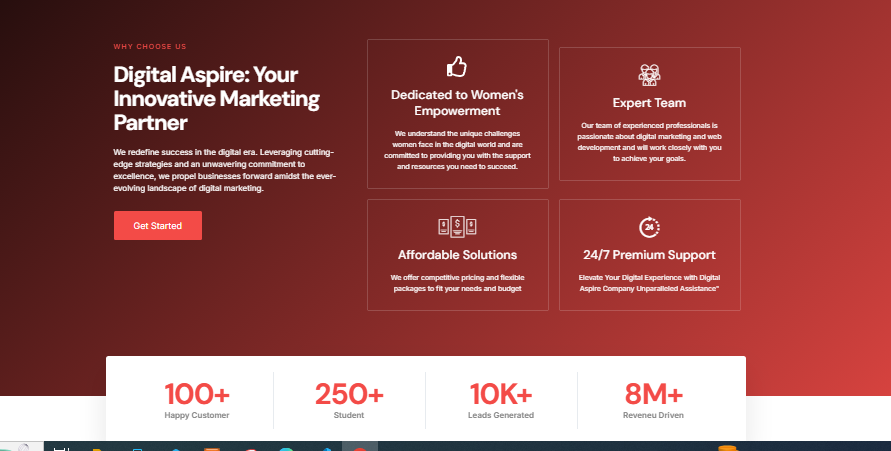 WHY CHOOSE US
Digital Aspire: Your
Innovative Marketing
Partner
We redefine success in the digital era. Leveraging cutting-
edge strategies and an unwavering commitment to
excellence, we propel businesses forward amidst the ever-
evolving landscape of digital marketing.
Get Started
Dedicated to Women's
Empowerment
We understand the unique challenges
women face in the digital world and are
committed to providing you with the support
and resources you need to succeed.
Expert Team
Our team of experienced professionals is
passionate about digital marketing and web
development and will work closely with you
to achieve your goals.
Affordable Solutions
We offer competitive pricing and flexible
packages to fit your needs and budget
24
24/7 Premium Support
Elevate Your Digital Experience with Digital
Aspire Company Unparalleled Assistance"
100+
Happy Customer
250+
Student
10K+
Leads Generated
8M+
Reveneu Driven